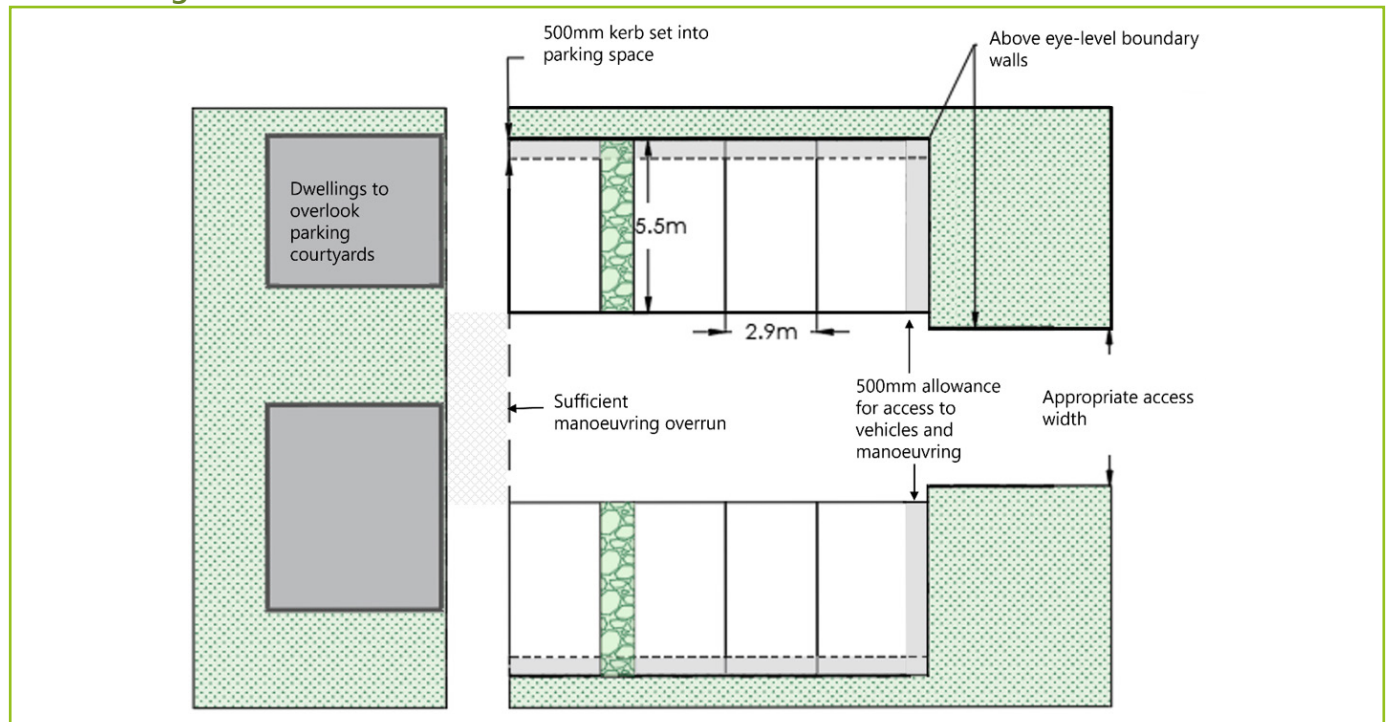 500mm kerb set into
parking space
Above eye-level boundary
walls
Dwellings to
overlook
parking
courtyards
5.5m
2.9m
Sufficient
manoeuvring overrun
500mm allowance
for access to
vehicles and
manoeuvring
Appropriate access
width